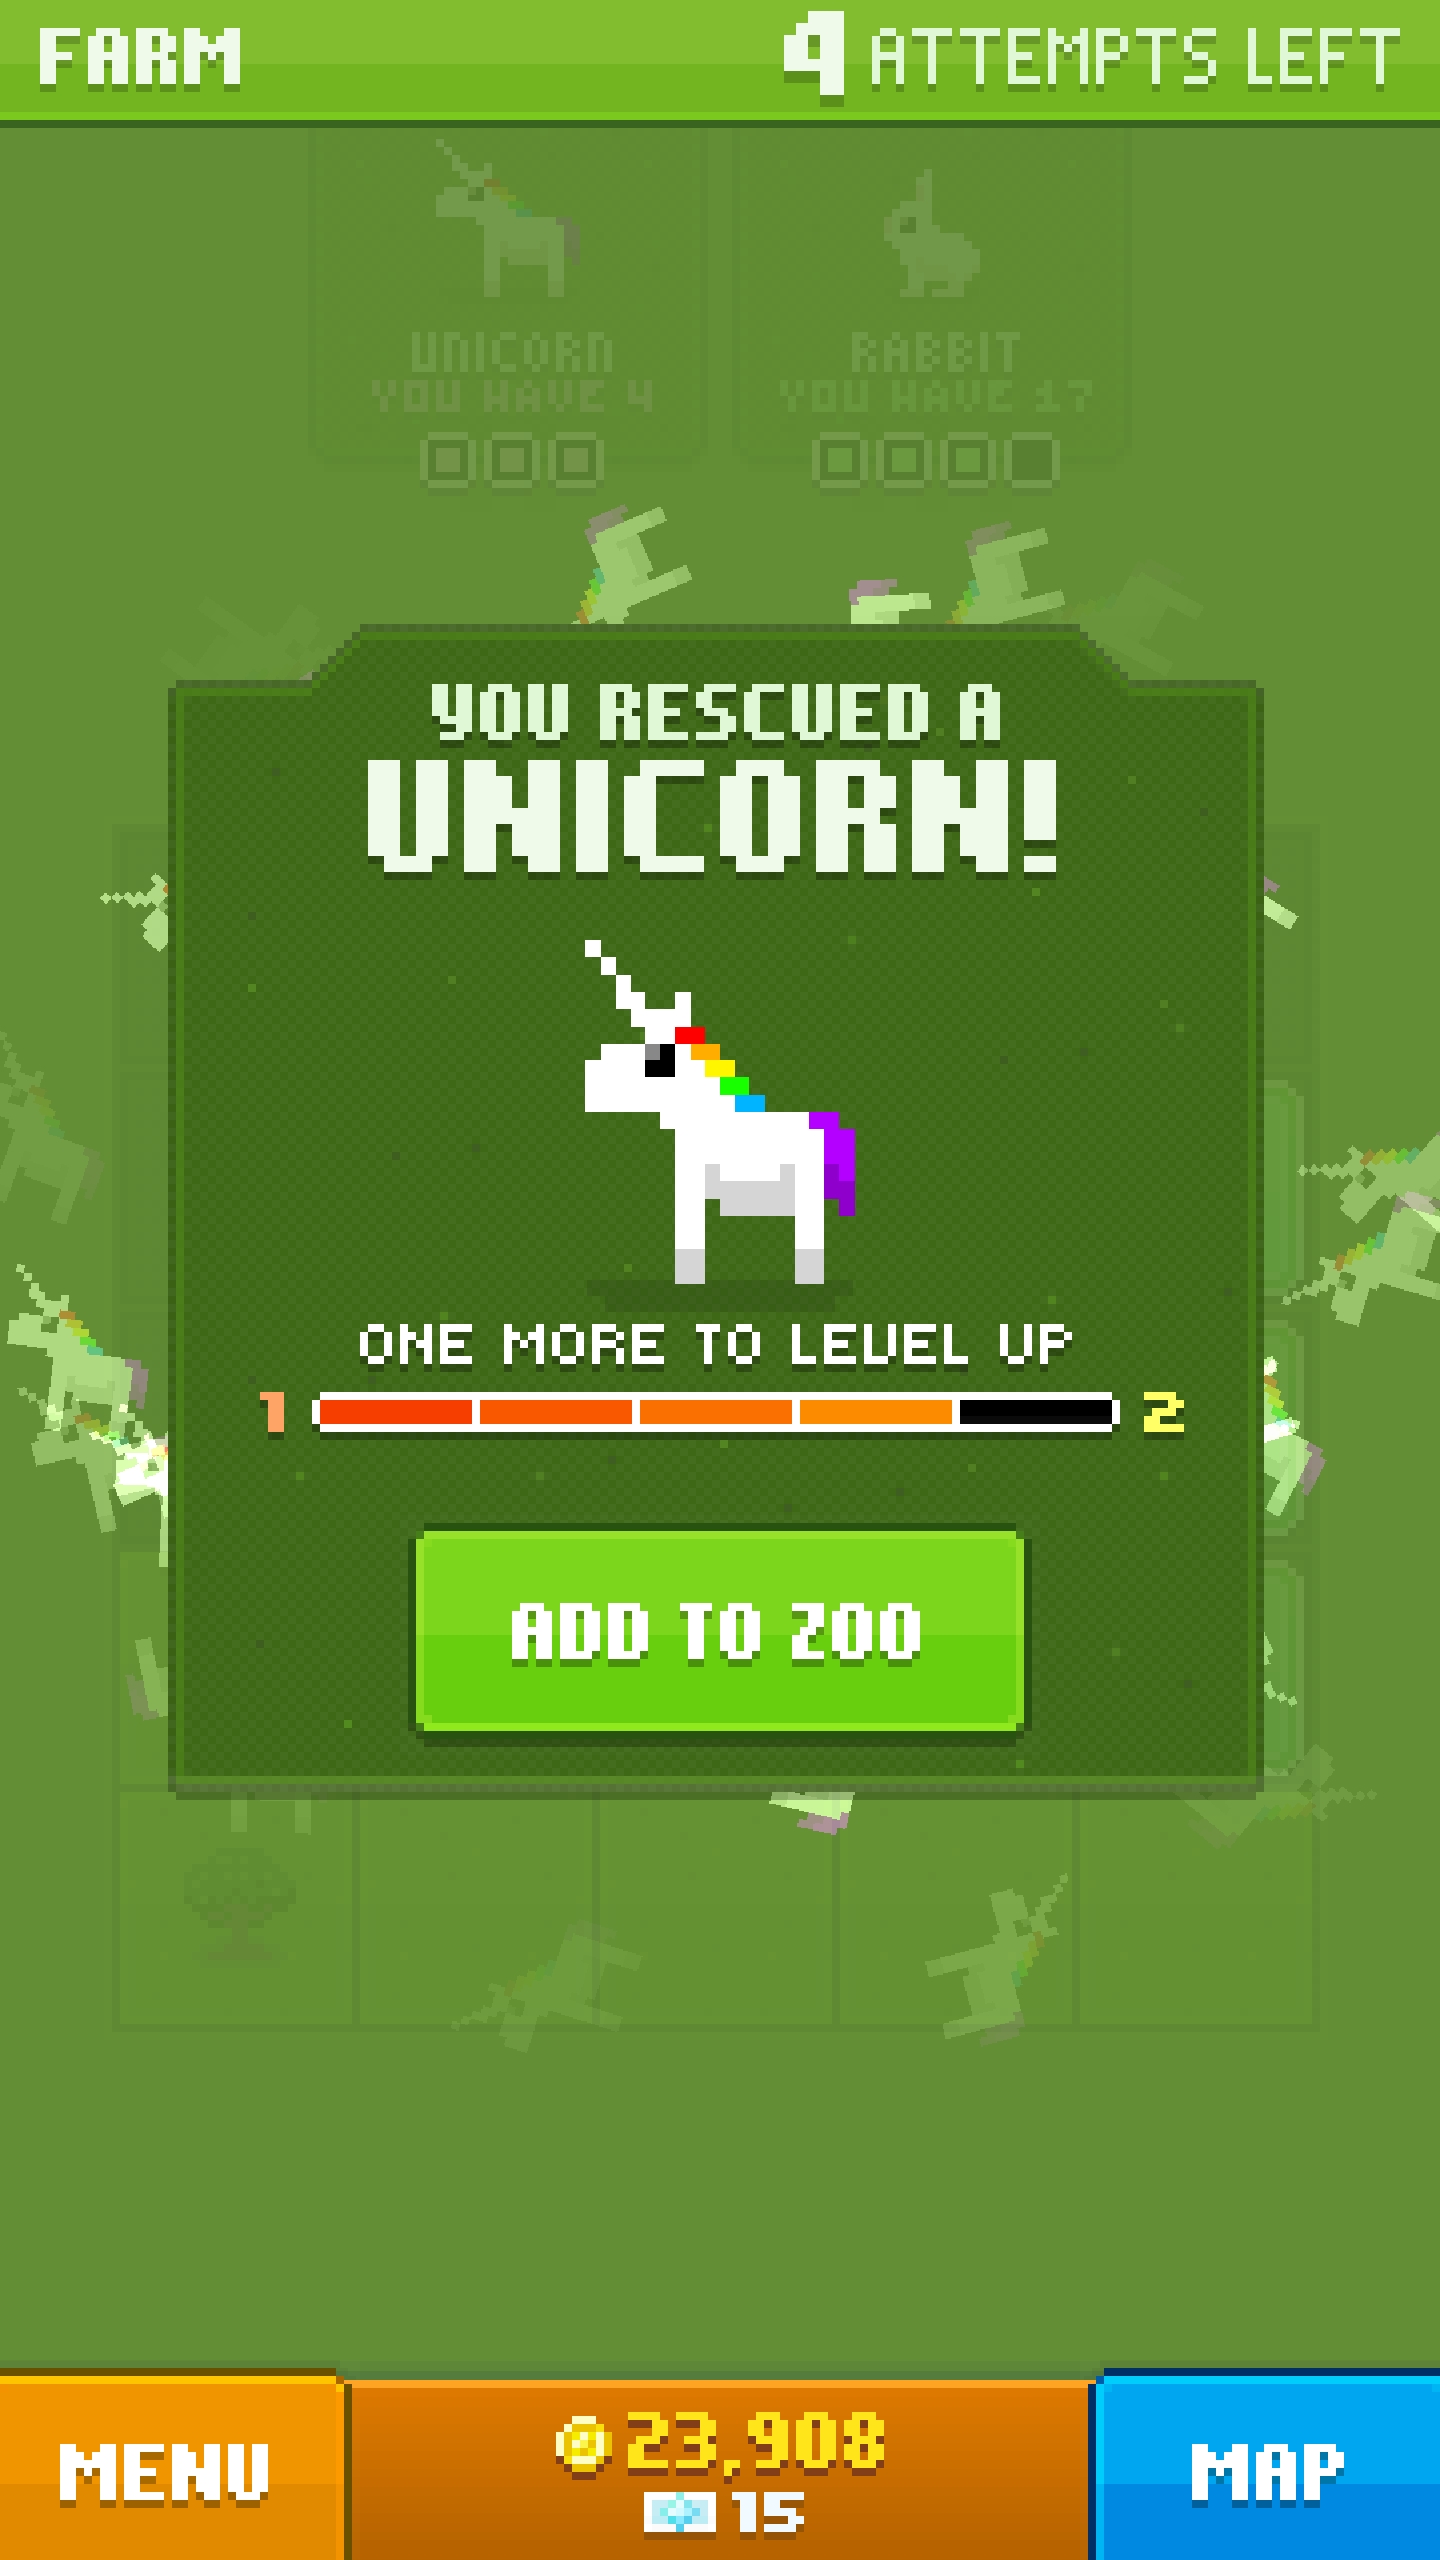 FARM
4 ATTEMPTS LEFT
UNICORN
YOU HAVE 4
RABBIT
YOU HAVE 17
YOU RESCUED A
UNICORN!
ONE MORE TO LEVEL UP
1 2
ADD TO ZOO
MENU
23,908
15
MAP